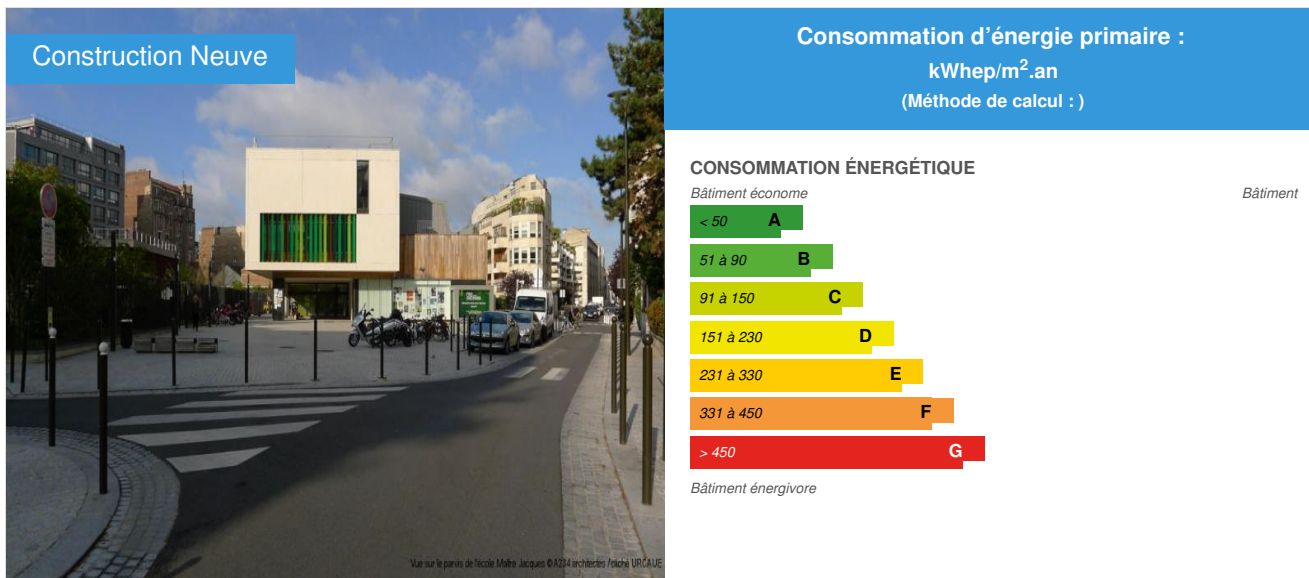 Construction Neuve
Vue sur le parvis de l'école Maître Jacques ©A234 architectes / cliché URCAUE
Consommation d'énergie primaire :
kWhep/m².an
(Méthode de calcul : )
CONSOMMATION ÉNERGÉTIQUE
Bâtiment économe
Bâtiment
< 50 A
51 à 90 B
91 à 150 C
151 à 230 D
231 à 330 E
331 à 450 F
> 450 G
Bâtiment énergivore